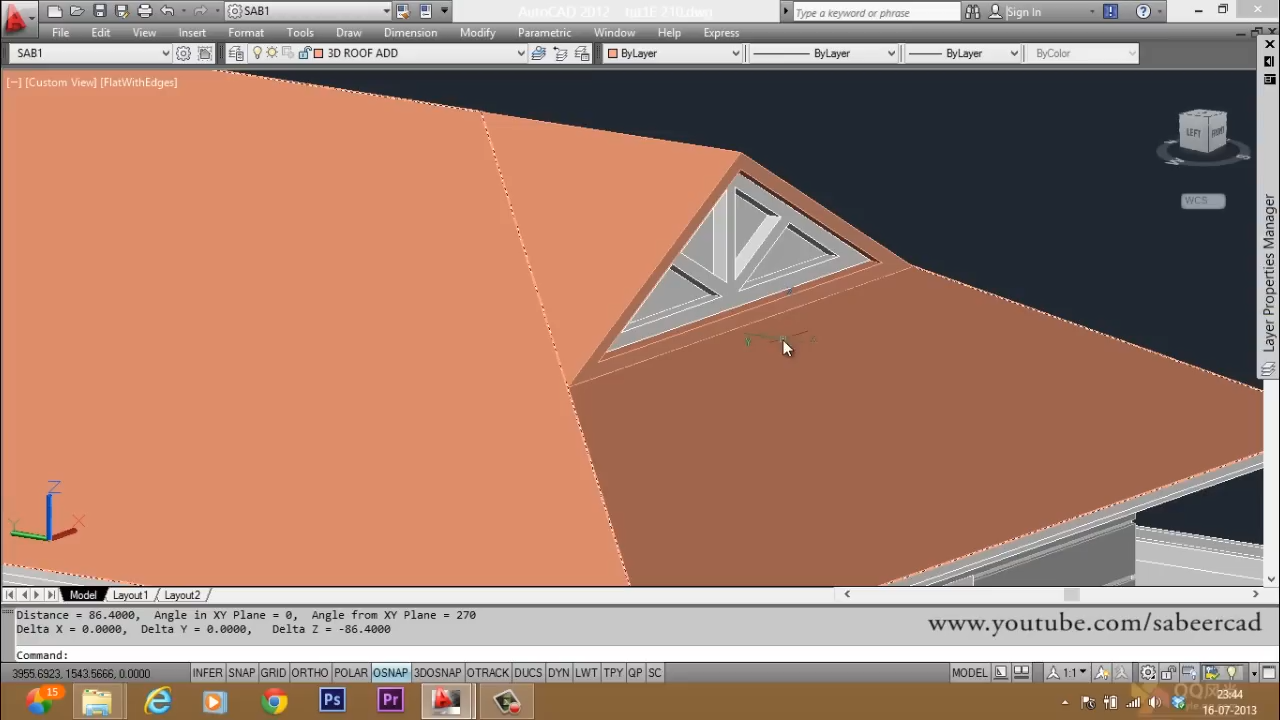 SAB1
AutoCAD 2012
Type a keyword or phrase
Sign In
File Edit View Insert Format Tools Draw Dimension Modify Parametric Window Help Express
SAB1
3D ROOF ADD
ByLayer
ByLayer
ByLayer
ByColor
[−] [Custom View] [FlatWithEdges]
LEFT
FRONT
WCS
Layer Properties Manager
Z
Y
X
Model Layout1 Layout2
Distance = 86.4000, Angle in XY Plane = 0, Angle from XY Plane = 270
Delta X = 0.0000, Delta Y = 0.0000, Delta Z = -86.4000
www.youtube.com/sabeercad
Command:
3955.6923, 1543.5666, 0.0000
INFER SNAP GRID ORTHO POLAR OSNAP 3DOSNAP OTRACK DUCS DYN LWT TPY QP SC
MODEL
1:1
15
Ps
Pr
23:44
16-07-2013